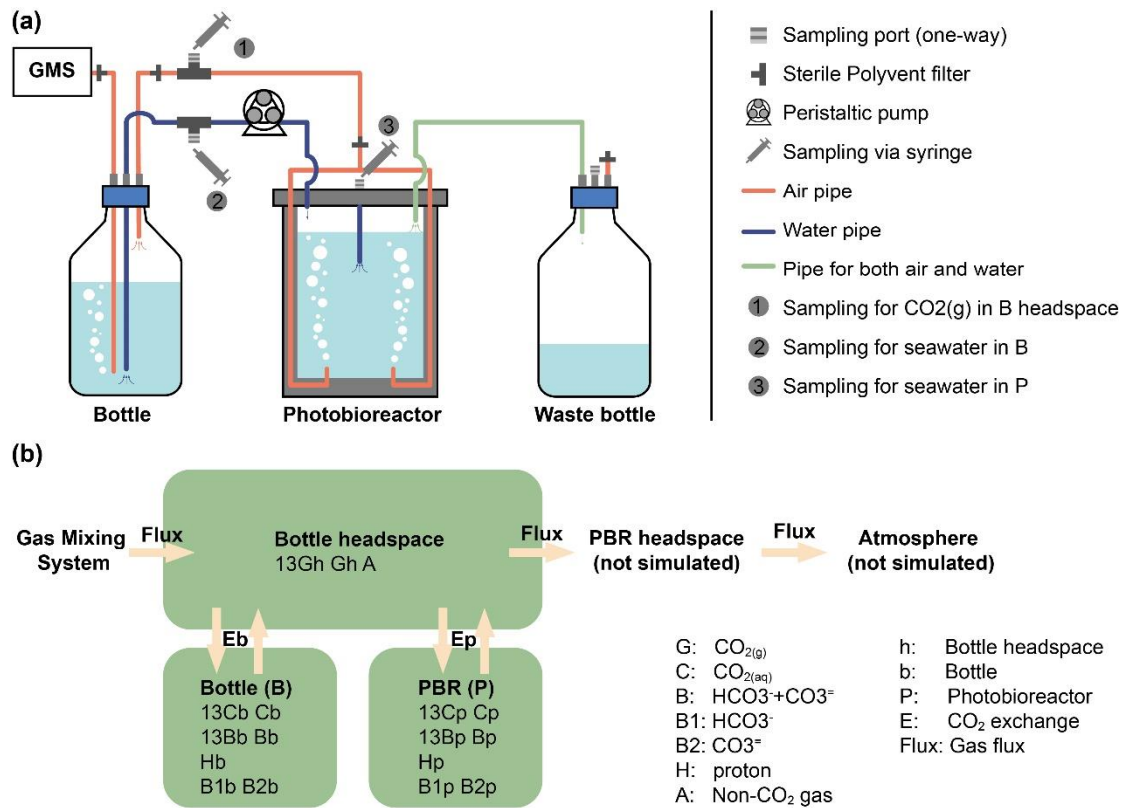 (a)
GMS
1
2
3
Bottle
Photobioreactor
Waste bottle
Sampling port (one-way)
Sterile Polyvent filter
Peristaltic pump
Sampling via syringe
Air pipe
Water pipe
Pipe for both air and water
1 Sampling for CO2(g) in B headspace
2 Sampling for seawater in B
3 Sampling for seawater in P
(b)
Gas Mixing
System
Flux
Bottle headspace
13Gh Gh A
Flux
PBR headspace
(not simulated)
Flux
Atmosphere
(not simulated)
Eb
Ep
Bottle (B)
13Cb Cb
13Bb Bb
Hb
B1b B2b
PBR (P)
13Cp Cp
13Bp Bp
Hp
B1p B2p
G: CO₂₍g₎
C: CO₂₍aq₎
B: HCO3⁻+CO3⁼
B1: HCO3⁻
B2: CO3⁼
H: proton
A: Non-CO₂ gas
h: Bottle headspace
b: Bottle
P: Photobioreactor
E: CO₂ exchange
Flux: Gas flux